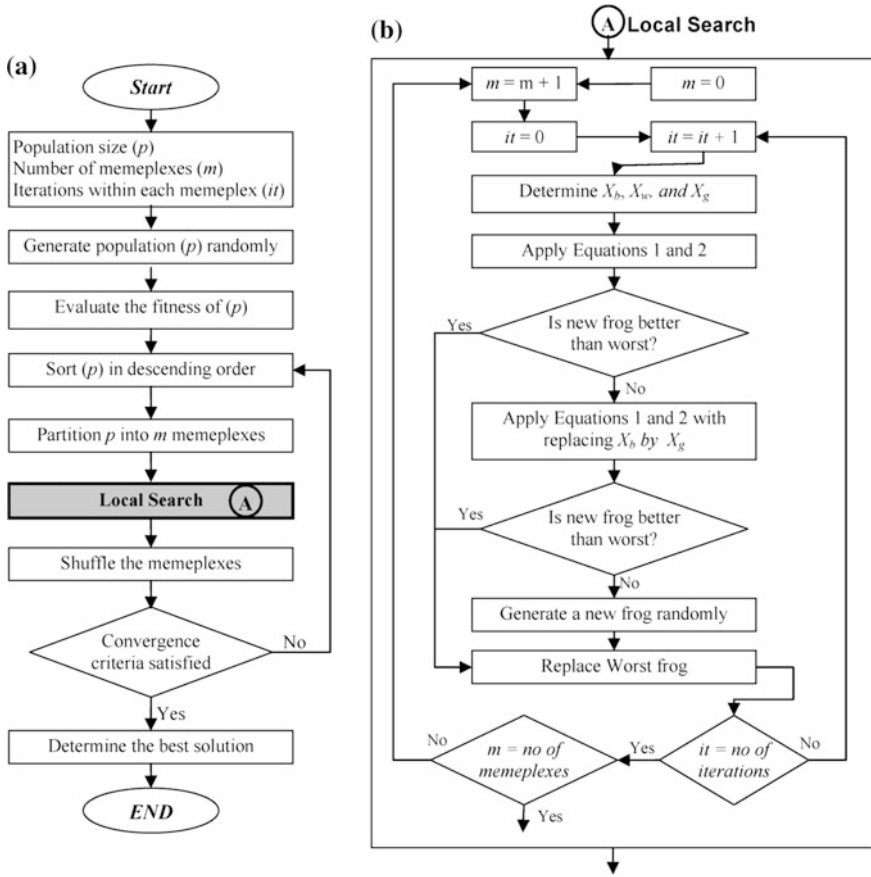 (a)
Start
Population size (p)
Number of memeplexes (m)
Iterations within each memeplex (it)
Generate population (p) randomly
Evaluate the fitness of (p)
Sort (p) in descending order
Partition p into m memeplexes
Local Search A
Shuffle the memeplexes
Convergence
criteria satisfied
No
Yes
Determine the best solution
END
(b)
A Local Search
m = m + 1
m = 0
it = 0
it = it + 1
Determine Xb, Xw, and Xg
Apply Equations 1 and 2
Is new frog better
than worst?
Yes
No
Apply Equations 1 and 2 with
replacing Xb by Xg
Is new frog better
than worst?
Yes
No
Generate a new frog randomly
Replace Worst frog
it = no of
iterations
No
Yes
m = no of
memeplexes
No
Yes